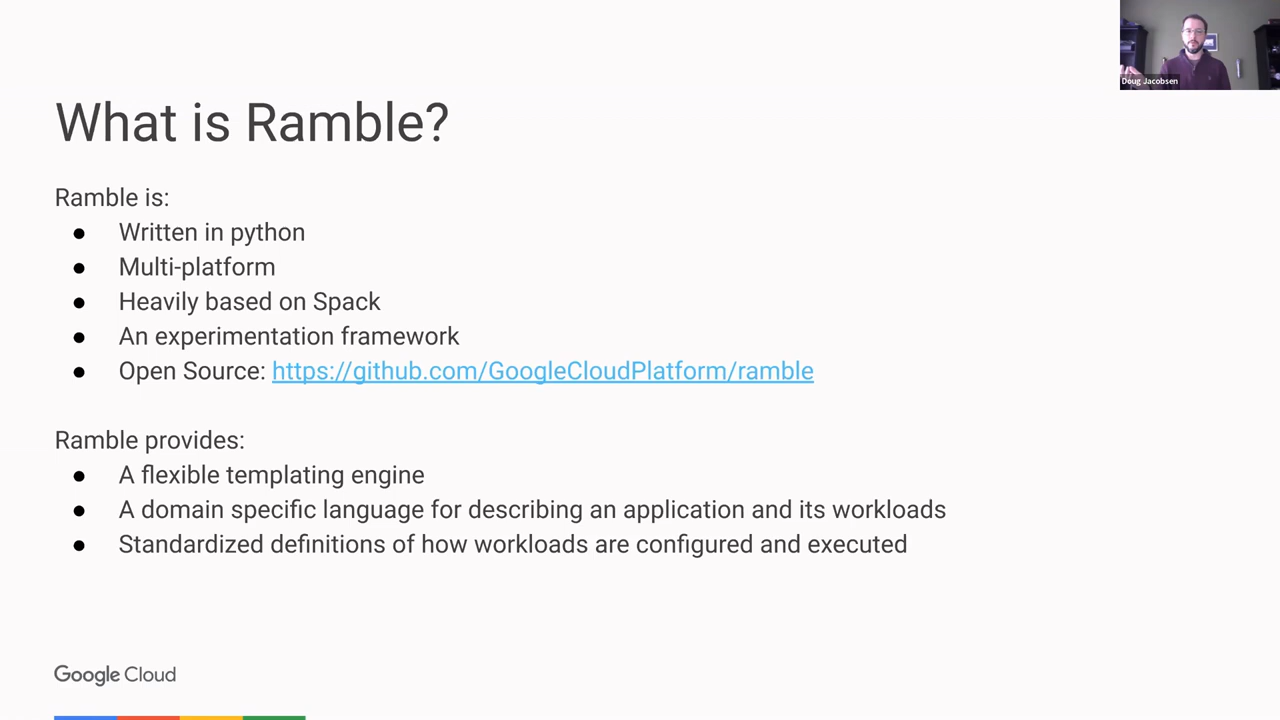 Doug Jacobsen
What is Ramble?
Ramble is:
● Written in python
● Multi-platform
● Heavily based on Spack
● An experimentation framework
● Open Source: https://github.com/GoogleCloudPlatform/ramble
Ramble provides:
● A flexible templating engine
● A domain specific language for describing an application and its workloads
● Standardized definitions of how workloads are configured and executed
Google Cloud